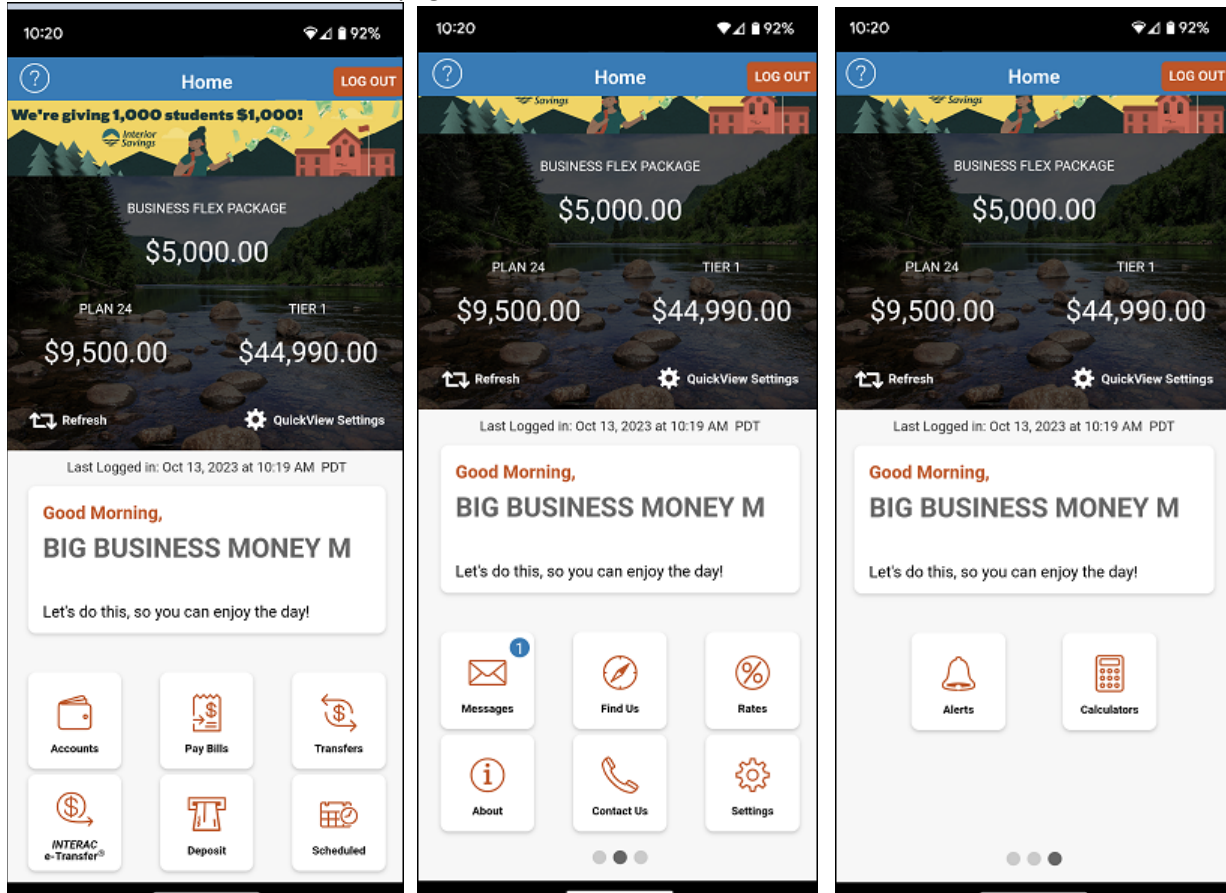 10:20
92%
?
Home
LOG OUT
We're giving 1,000 students $1,000!
Interior
Savings
BUSINESS FLEX PACKAGE
$5,000.00
PLAN 24
TIER 1
$9,500.00
$44,990.00
Refresh
QuickView Settings
Last Logged in: Oct 13, 2023 at 10:19 AM PDT
Good Morning,
BIG BUSINESS MONEY M
Let's do this, so you can enjoy the day!
Accounts
Pay Bills
Transfers
INTERAC
e-Transfer®
Deposit
Scheduled
10:20
92%
?
Home
LOG OUT
Savings
BUSINESS FLEX PACKAGE
$5,000.00
PLAN 24
TIER 1
$9,500.00
$44,990.00
Refresh
QuickView Settings
Last Logged in: Oct 13, 2023 at 10:19 AM PDT
Good Morning,
BIG BUSINESS MONEY M
Let's do this, so you can enjoy the day!
1
Messages
Find Us
Rates
About
Contact Us
Settings
10:20
92%
?
Home
LOG OUT
Savings
BUSINESS FLEX PACKAGE
$5,000.00
PLAN 24
TIER 1
$9,500.00
$44,990.00
Refresh
QuickView Settings
Last Logged in: Oct 13, 2023 at 10:19 AM PDT
Good Morning,
BIG BUSINESS MONEY M
Let's do this, so you can enjoy the day!
Alerts
Calculators